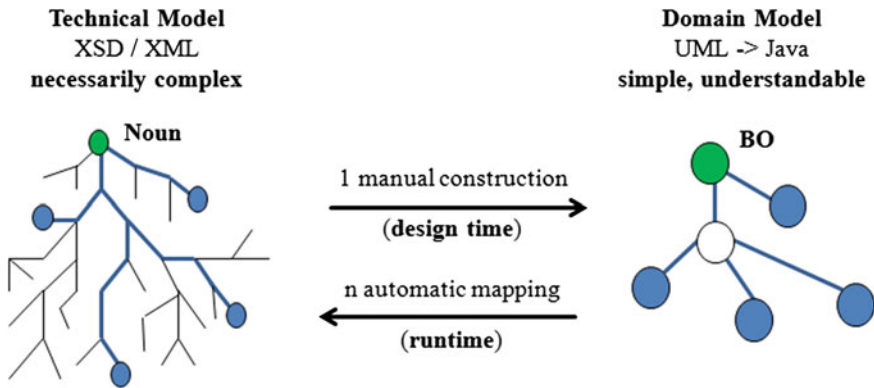 Technical Model
XSD / XML
necessarily complex
Noun
1 manual construction
(design time)
n automatic mapping
(runtime)
Domain Model
UML -> Java
simple, understandable
BO